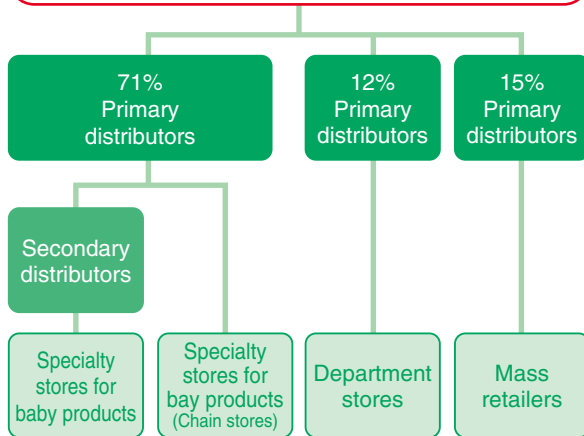 71%
Primary
distributors
12%
Primary
distributors
15%
Primary
distributors
Secondary
distributors
Specialty
stores for
baby products
Specialty
stores for
bay products
(Chain stores)
Department
stores
Mass
retailers